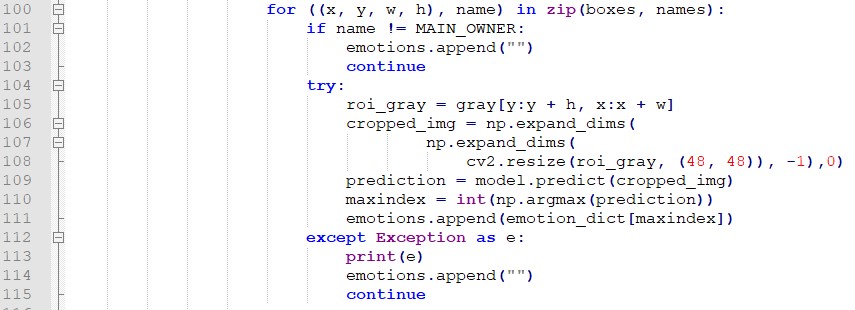 100 for ((x, y, w, h), name) in zip(boxes, names):
101 if name != MAIN_OWNER:
102 emotions.append("")
103 continue
104 try:
105 roi_gray = gray[y:y + h, x:x + w]
106 cropped_img = np.expand_dims(
107 np.expand_dims(
108 cv2.resize(roi_gray, (48, 48)), -1),0)
109 prediction = model.predict(cropped_img)
110 maxindex = int(np.argmax(prediction))
111 emotions.append(emotion_dict[maxindex])
112 except Exception as e:
113 print(e)
114 emotions.append("")
115 continue